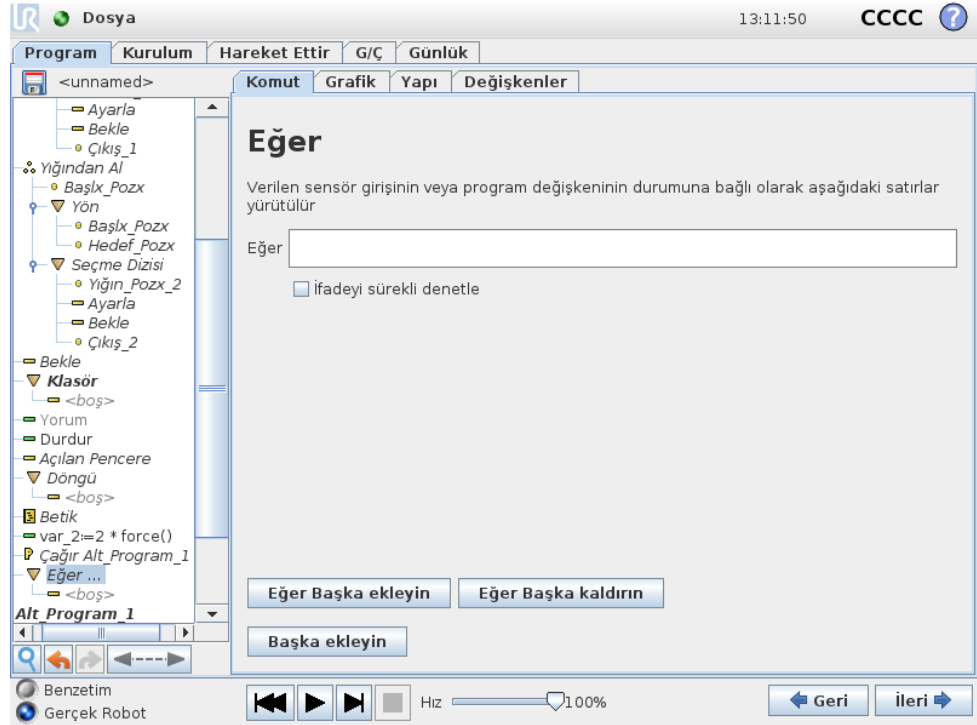 UR Dosya 13:11:50 CCCC ?
Program Kurulum Hareket Ettir G/Ç Günlük
<unnamed>
Komut Grafik Yapı Değişkenler
Ayarla
Bekle
Çıkış_1
Yığından Al
Başlx_Pozx
Yön
Başlx_Pozx
Hedef_Pozx
Seçme Dizisi
Yığın_Pozx_2
Ayarla
Bekle
Çıkış_2
Bekle
Klasör
<boş>
Yorum
Durdur
Açılan Pencere
Döngü
<boş>
Betik
var_2:=2 * force()
P Çağır Alt_Program_1
Eğer ...
<boş>
Alt_Program_1
Eğer
Verilen sensör girişinin veya program değişkeninin durumuna bağlı olarak aşağıdaki satırlar
yürütülür
Eğer
İfadeyi sürekli denetle
Eğer Başka ekleyin Eğer Başka kaldırın
Başka ekleyin
Benzetim
Gerçek Robot
Hız 100%
Geri İleri